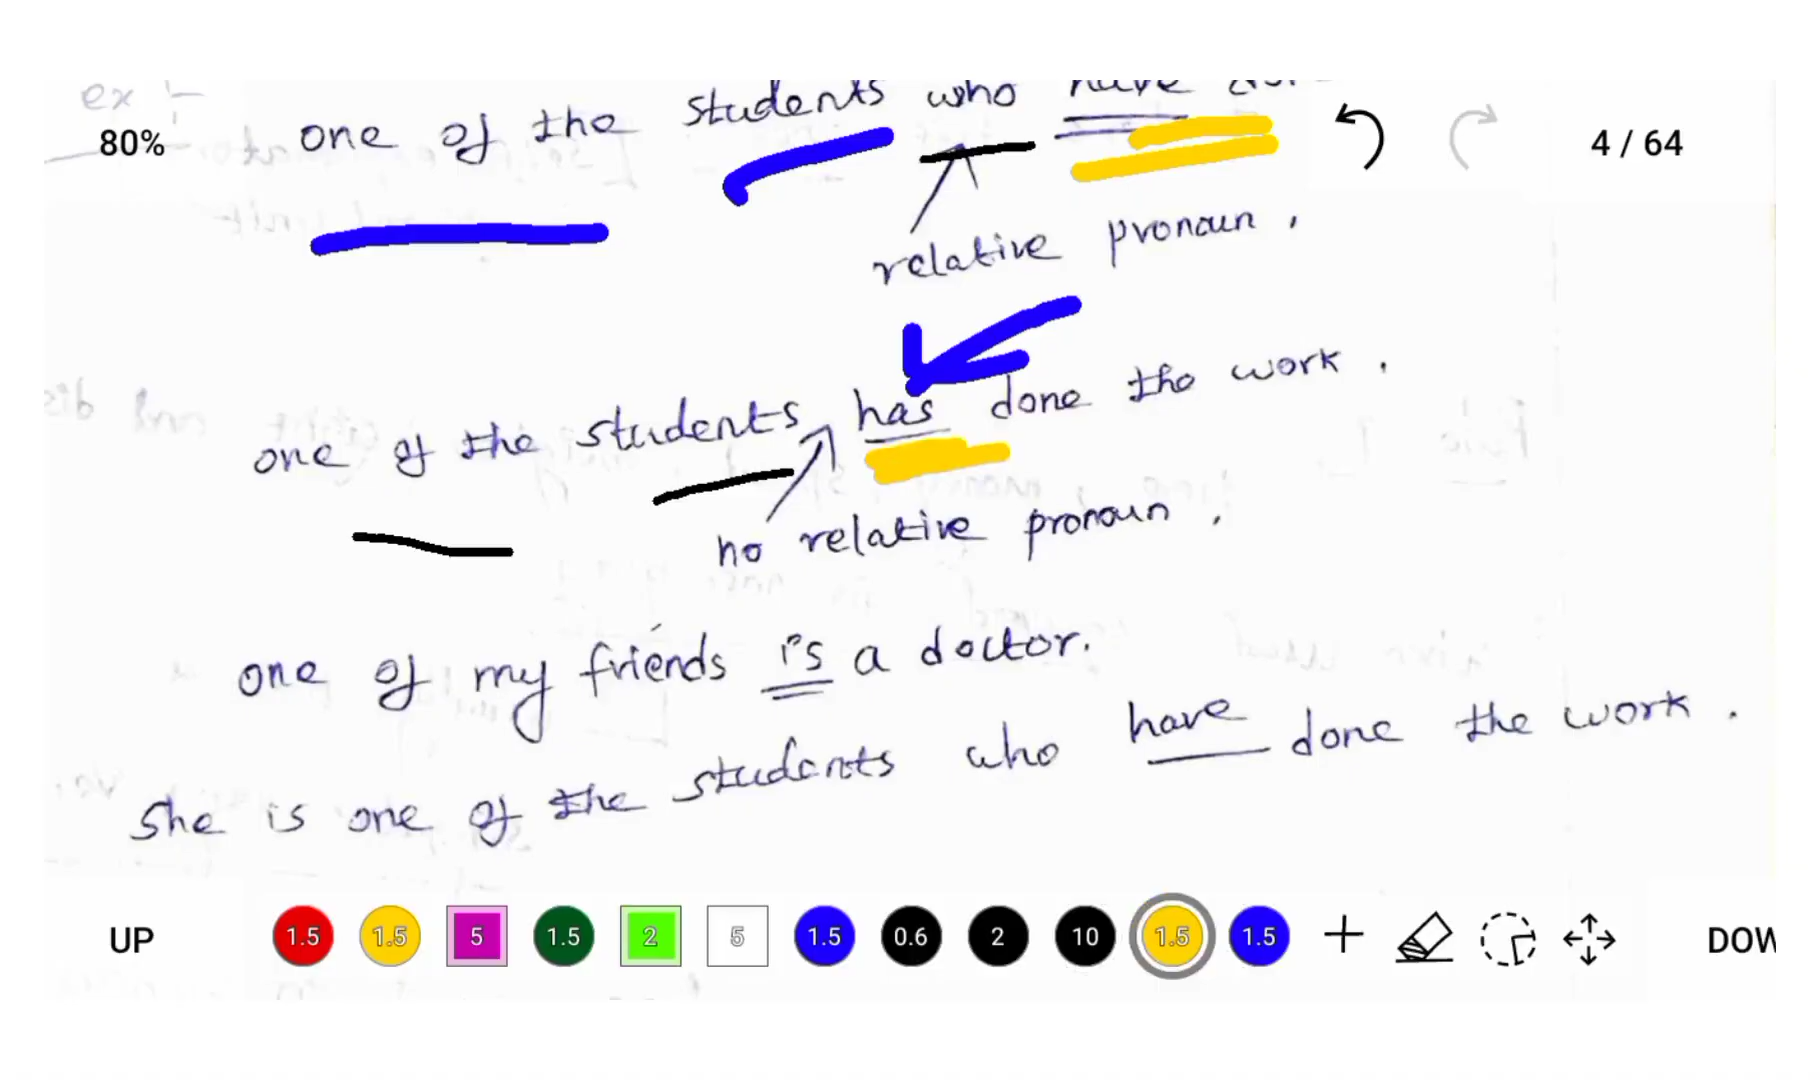 80%
one of the students who have
4 / 64
relative pronoun.
one of the students has done the work.
no relative pronoun.
one of my friends is a doctor.
she is one of the students who have done the work.
UP 1.5 1.5 5 1.5 2 5 1.5 0.6 2 10 1.5 1.5 DOW